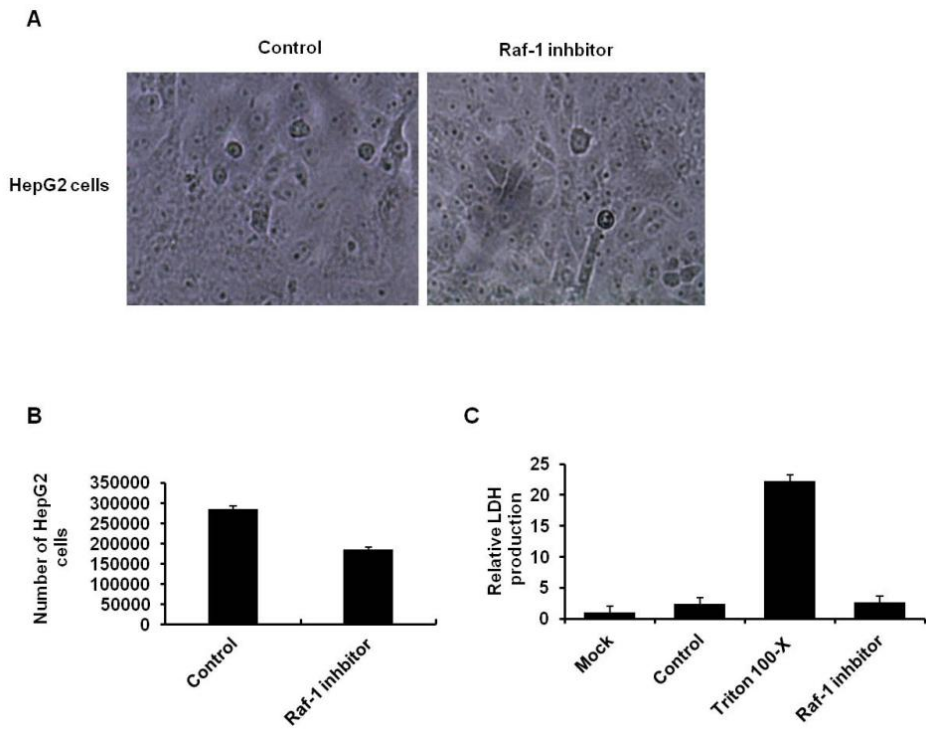 A
Control
Raf-1 inhbitor
HepG2 cells
B
Number of HepG2
cells
350000
300000
250000
200000
150000
100000
50000
0
Control
Raf-1 inhbitor
C
Relative LDH
production
25
20
15
10
5
0
Mock
Control
Triton 100-X
Raf-1 inhbitor